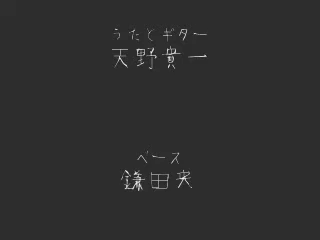 うたとギター
天野貴一
ベース
鎌田実